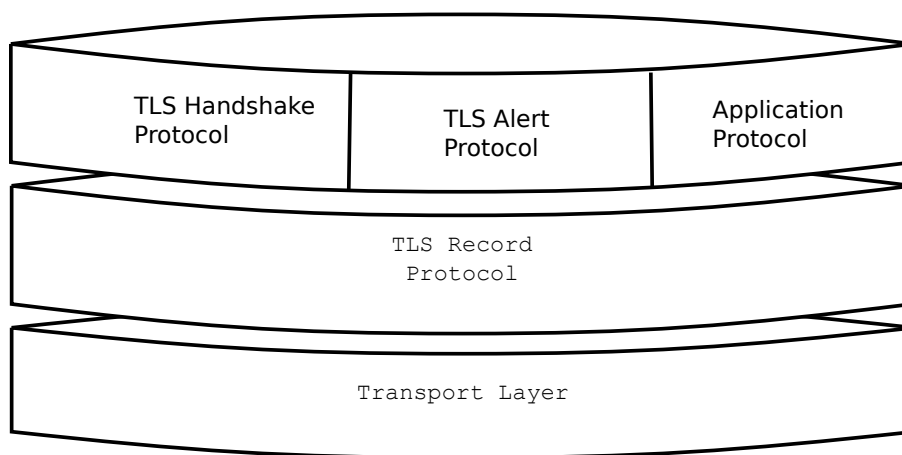 TLS Handshake
Protocol
TLS Alert
Protocol
Application
Protocol
TLS Record
Protocol
Transport Layer